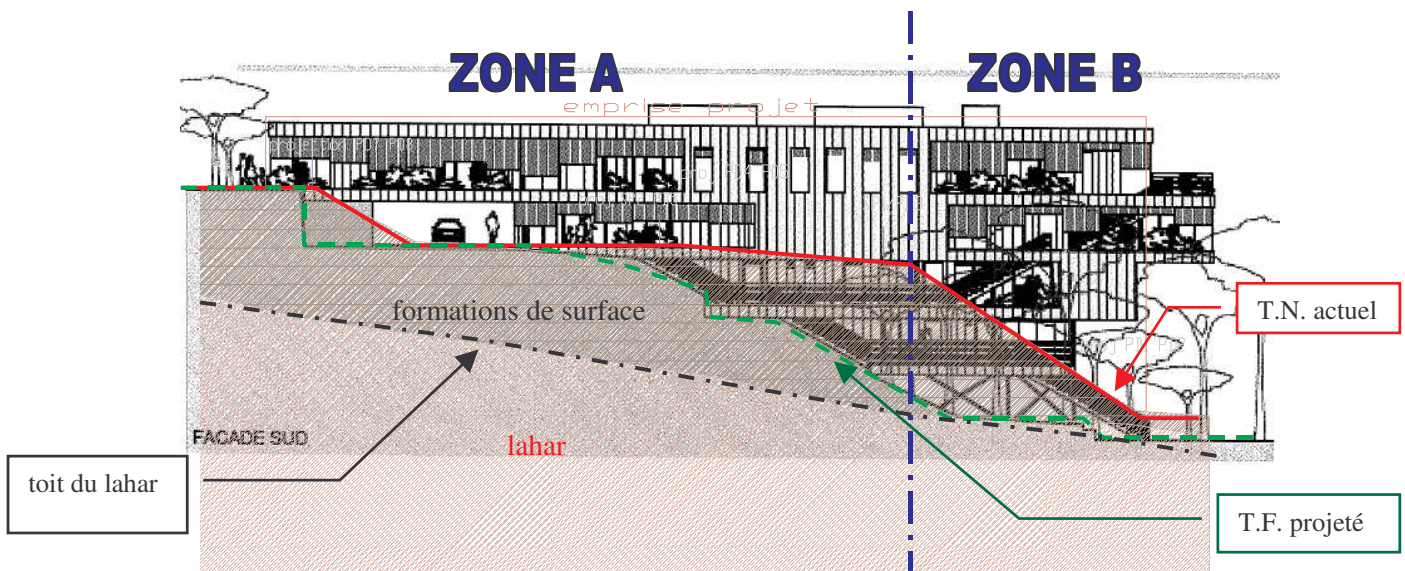 ZONE A
ZONE B
emprise projet
formations de surface
T.N. actuel
FACADE SUD
lahar
toit du lahar
T.F. projeté